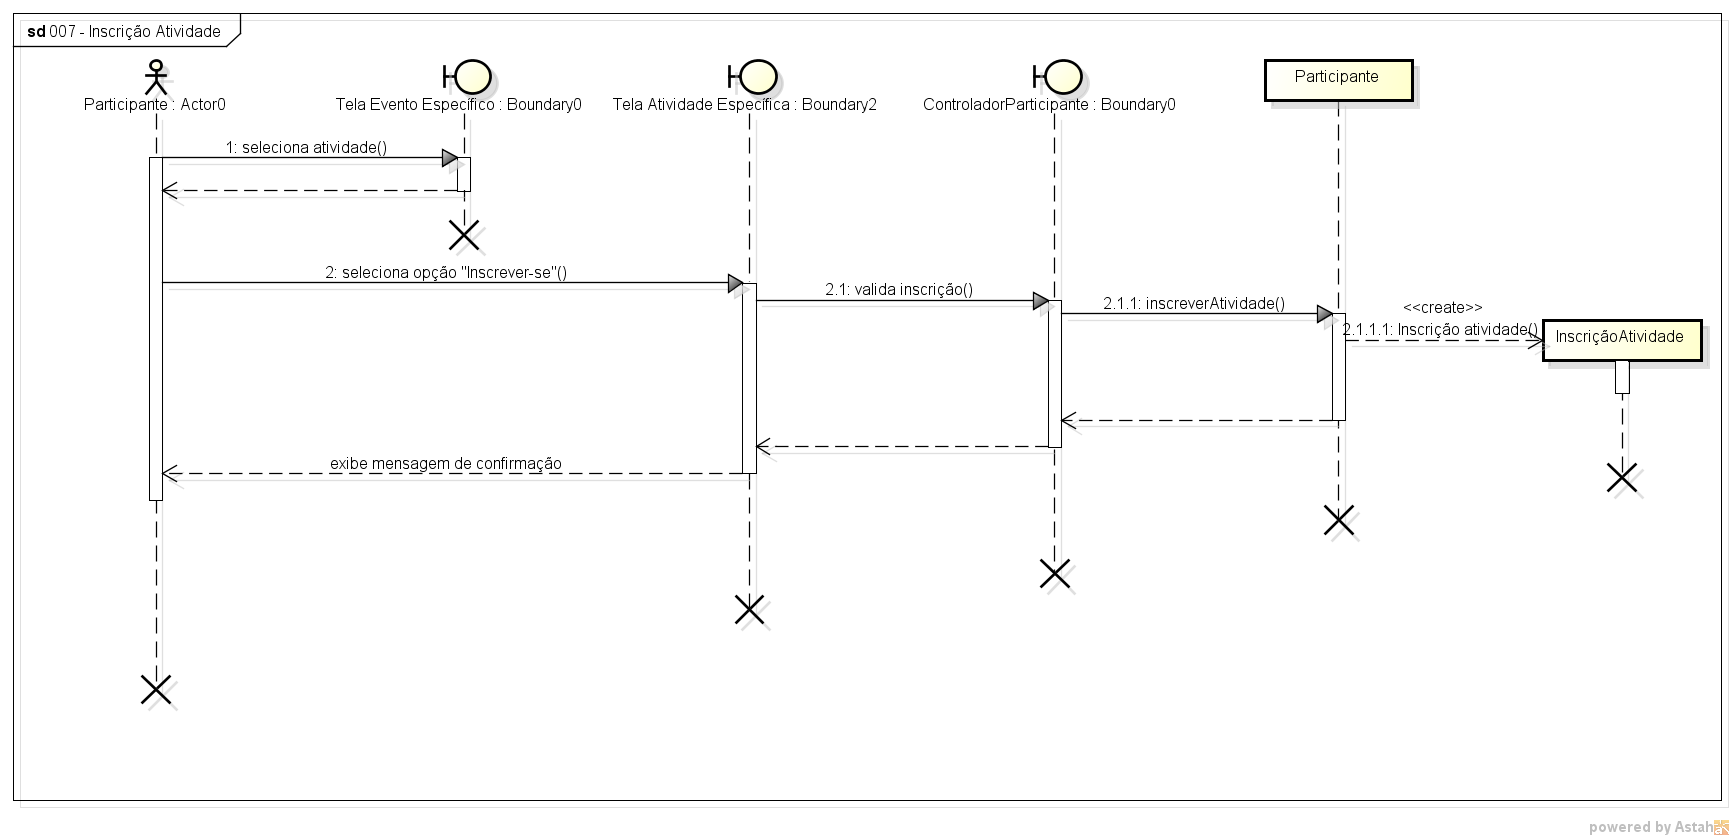 sd 007 - Inscrição Atividade
Participante : Actor0
Tela Evento Específico : Boundary0
Tela Atividade Específica : Boundary2
ControladorParticipante : Boundary0
Participante
1: seleciona atividade()
2: seleciona opção "Inscrever-se"()
2.1: valida inscrição()
2.1.1: inscreverAtividade()
<<create>>
2.1.1.1: Inscrição atividade()
InscriçãoAtividade
exibe mensagem de confirmação
powered by Astah